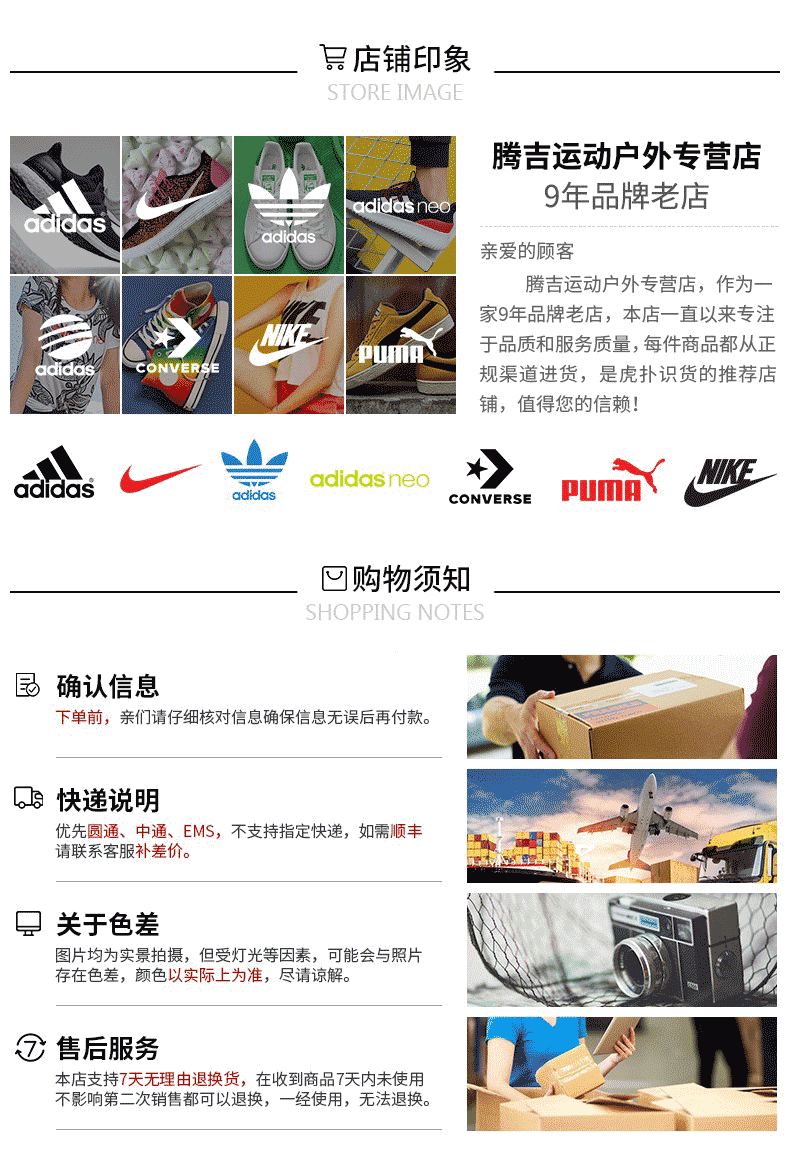 店铺印象
STORE IMAGE
adidas
adidas
adidas neo
adidas
CONVERSE
NIKE
PUMA
腾吉运动户外专营店
9年品牌老店
亲爱的顾客
腾吉运动户外专营店，作为一
家9年品牌老店，本店一直以来专注
于品质和服务质量，每件商品都从正
规渠道进货，是虎扑识货的推荐店
铺，值得您的信赖！
adidas
adidas
adidas neo
CONVERSE
PUMA
NIKE
购物须知
SHOPPING NOTES
确认信息
下单前，亲们请仔细核对信息确保信息无误后再付款。
快递说明
优先圆通、中通、EMS，不支持指定快递，如需顺丰
请联系客服补差价。
关于色差
图片均为实景拍摄，但受灯光等因素，可能会与照片
存在色差，颜色以实际上为准，尽请谅解。
7
售后服务
本店支持7天无理由退换货，在收到商品7天内未使用
不影响第二次销售都可以退换，一经使用，无法退换。